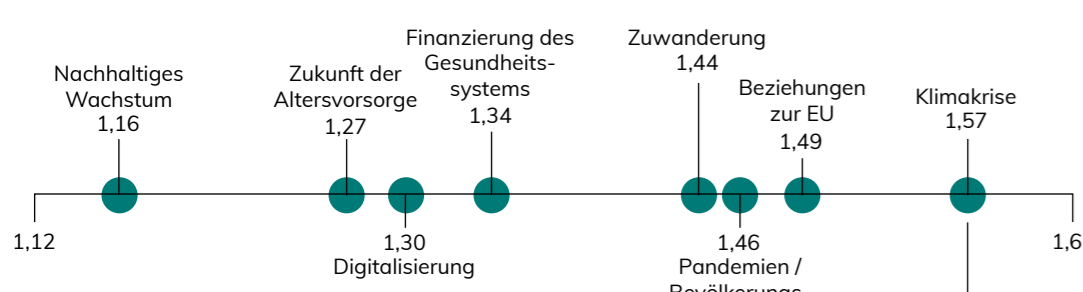 Nachhaltiges
Wachstum
1,16
Zukunft der
Altersvorsorge
1,27
Finanzierung des
Gesundheits-
systems
1,34
Zuwanderung
1,44
Beziehungen
zur EU
1,49
Klimakrise
1,57
1,12
1,30
Digitalisierung
1,46
Pandemien /
Bevölkerungs-
1,6